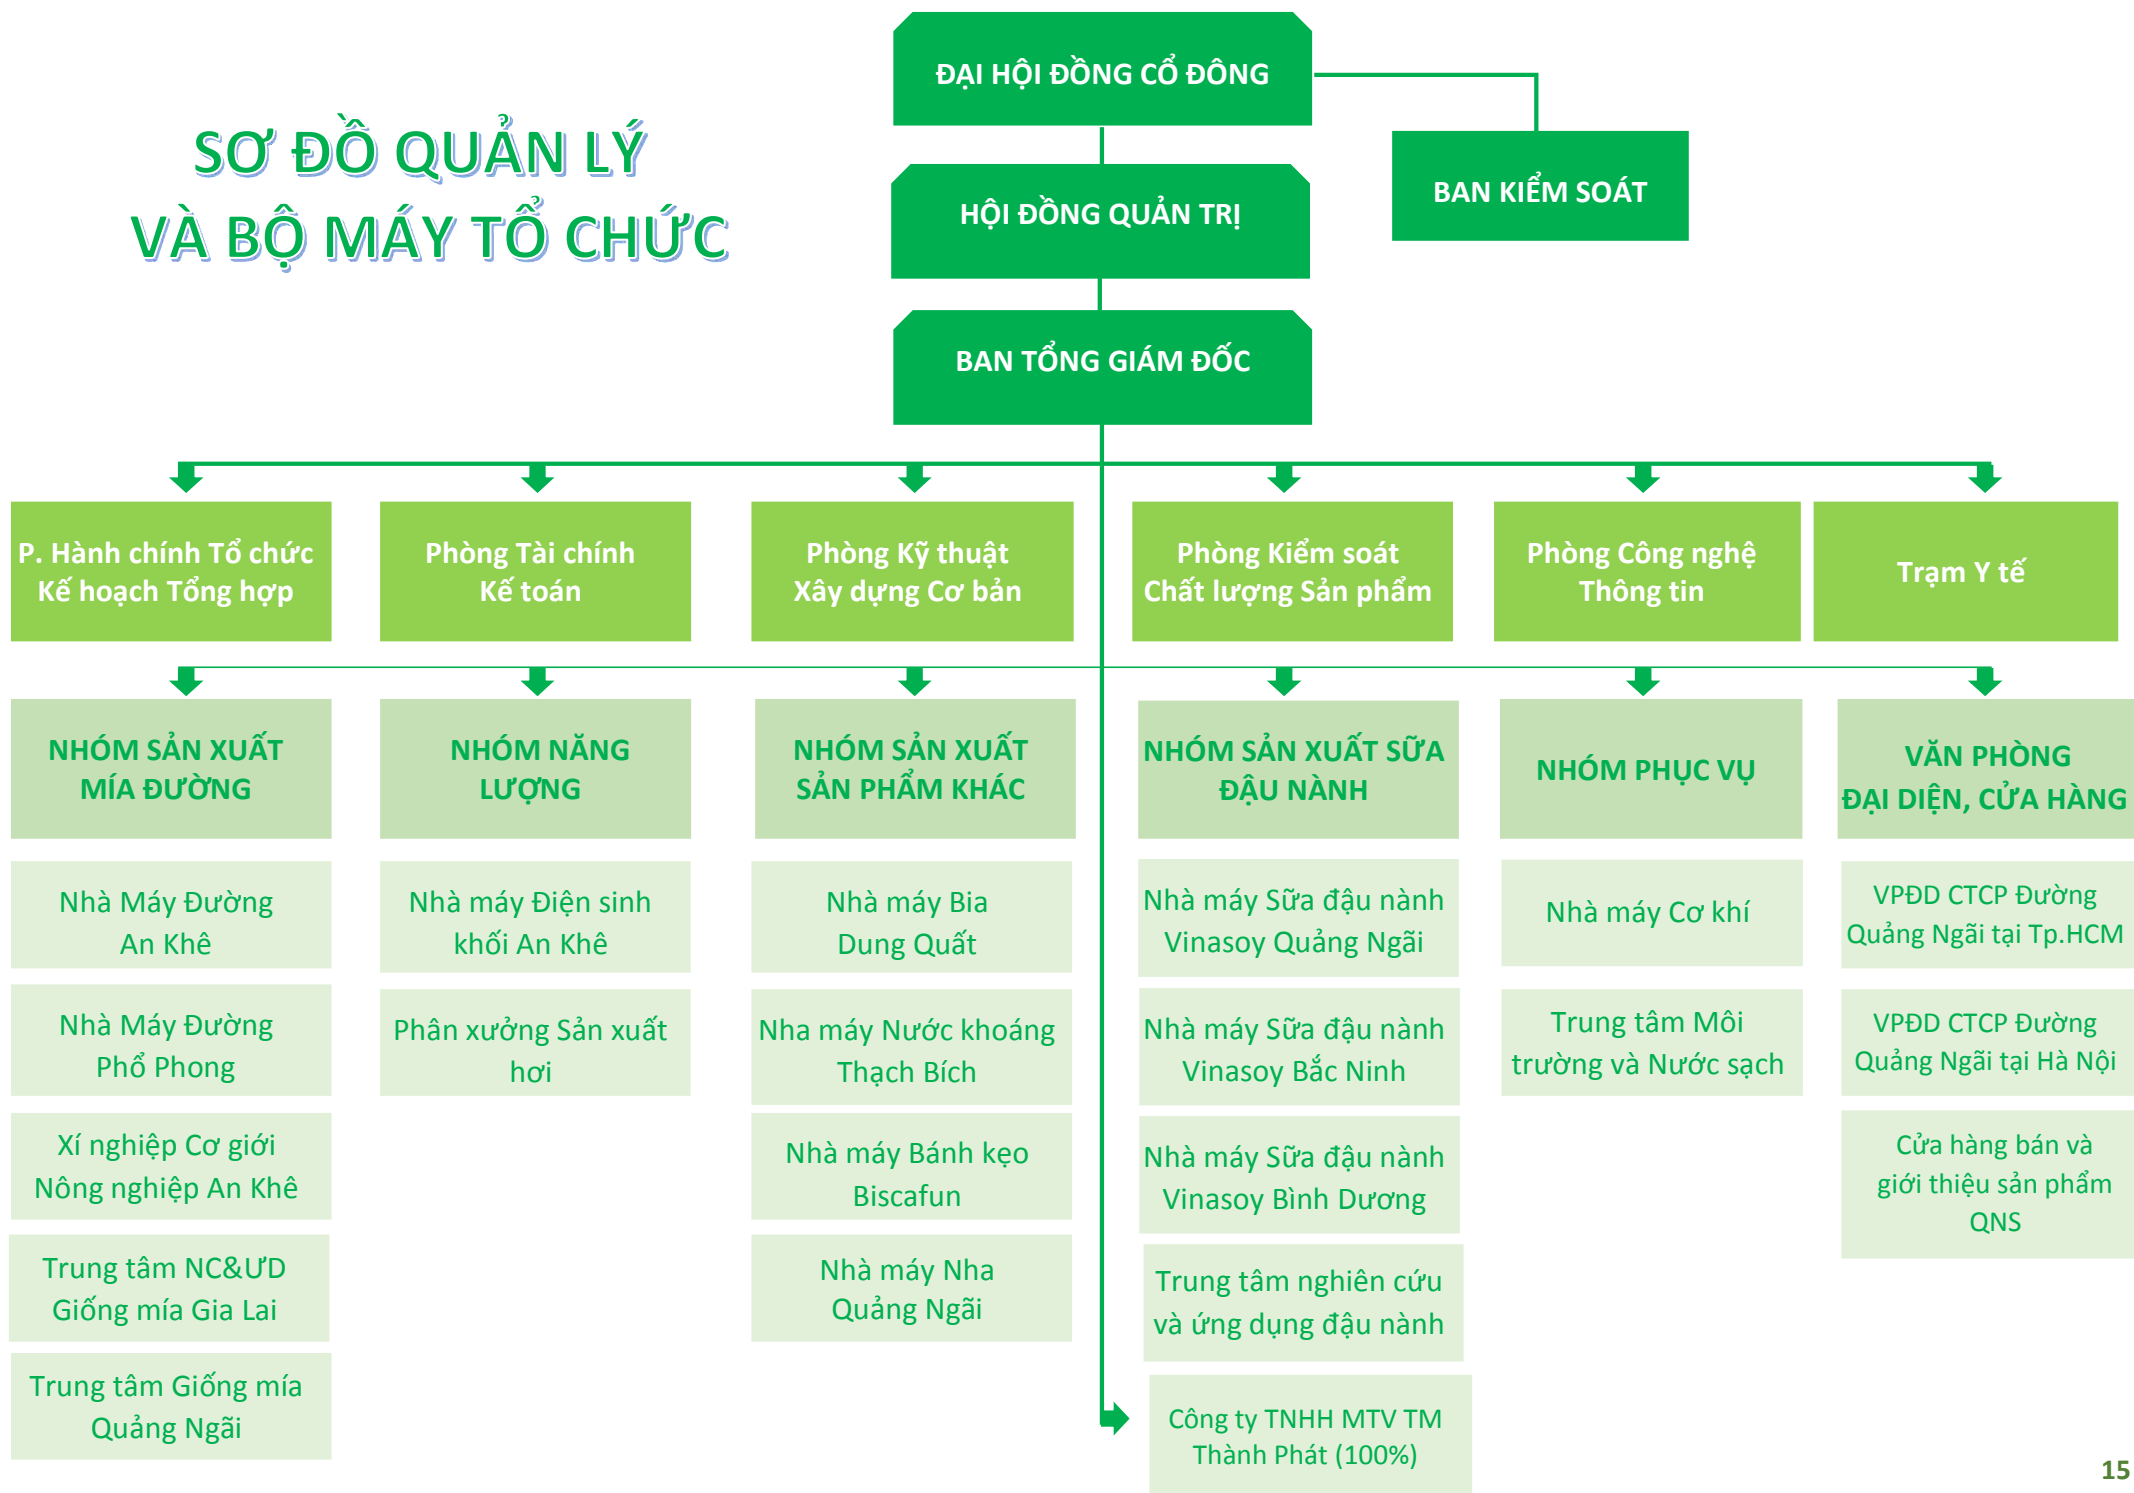 ĐẠI HỘI ĐỒNG CỔ ĐÔNG
SƠ ĐỒ QUẢN LÝ
VÀ BỘ MÁY TỔ CHỨC
BAN KIỂM SOÁT
HỘI ĐỒNG QUẢN TRỊ
BAN TỔNG GIÁM ĐỐC
P. Hành chính Tổ chức
Kế hoạch Tổng hợp
Phòng Tài chính
Kế toán
Phòng Kỹ thuật
Xây dựng Cơ bản
Phòng Kiểm soát
Chất lượng Sản phẩm
Phòng Công nghệ
Thông tin
Trạm Y tế
NHÓM SẢN XUẤT
MÍA ĐƯỜNG
NHÓM NĂNG
LƯỢNG
NHÓM SẢN XUẤT
SẢN PHẨM KHÁC
NHÓM SẢN XUẤT SỮA
ĐẬU NÀNH
NHÓM PHỤC VỤ
VĂN PHÒNG
ĐẠI DIỆN, CỬA HÀNG
Nhà Máy Đường
An Khê
Nhà Máy Đường
Phổ Phong
Xí nghiệp Cơ giới
Nông nghiệp An Khê
Trung tâm NC&ƯD
Giống mía Gia Lai
Trung tâm Giống mía
Quảng Ngãi
Nhà máy Điện sinh
khối An Khê
Phân xưởng Sản xuất
hơi
Nhà máy Bia
Dung Quất
Nha máy Nước khoáng
Thạch Bích
Nhà máy Bánh kẹo
Biscafun
Nhà máy Nha
Quảng Ngãi
Nhà máy Sữa đậu nành
Vinasoy Quảng Ngãi
Nhà máy Sữa đậu nành
Vinasoy Bắc Ninh
Nhà máy Sữa đậu nành
Vinasoy Bình Dương
Trung tâm nghiên cứu
và ứng dụng đậu nành
Công ty TNHH MTV TM
Thành Phát (100%)
Nhà máy Cơ khí
Trung tâm Môi
trường và Nước sạch
VPĐD CTCP Đường
Quảng Ngãi tại Tp.HCM
VPĐD CTCP Đường
Quảng Ngãi tại Hà Nội
Cửa hàng bán và
giới thiệu sản phẩm
QNS
15